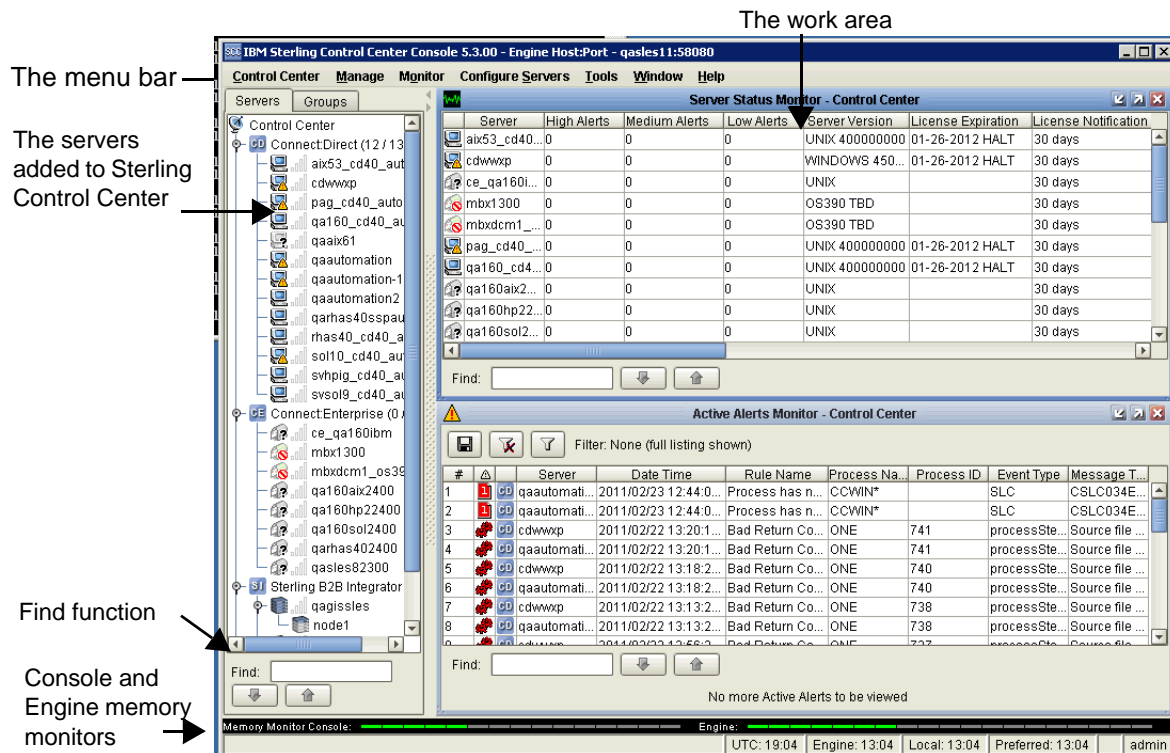 The work area
SCC IBM Sterling Control Center Console 5.3.00 - Engine Host:Port - qasles11:58080
The menu bar
Control Center Manage Monitor Configure Servers Tools Window Help
Servers Groups
The servers added to Sterling Control Center
Control Center
CD Connect:Direct (12 / 13
aix53_cd40_aut
cdwwxp
pag_cd40_auto
qa160_cd40_au
qaaix61
qaautomation
qaautomation-1
qaautomation2
qarhas40sspau
rhas40_cd40_a
sol10_cd40_au
svhpig_cd40_au
svsol9_cd40_au
CE Connect:Enterprise (0 /
ce_qa160ibm
mbx1300
mbxdcm1_os39
qa160aix2400
qa160hp22400
qa160sol2400
qarhas402400
qasles82300
SI Sterling B2B Integrator
qagissles
node1
Find function
Find:
Server Status Monitor - Control Center
Server High Alerts Medium Alerts Low Alerts Server Version License Expiration License Notification
aix53_cd40... 0 0 0 UNIX 400000000 01-26-2012 HALT 30 days
cdwwxp 0 0 0 WINDOWS 450... 01-26-2012 HALT 30 days
ce_qa160i... 0 0 0 UNIX 30 days
mbx1300 0 0 0 OS390 TBD 30 days
mbxdcm1_... 0 0 0 OS390 TBD 30 days
pag_cd40_... 0 0 0 UNIX 400000000 01-26-2012 HALT 30 days
qa160_cd4... 0 0 0 UNIX 400000000 01-26-2012 HALT 30 days
qa160aix2... 0 0 0 UNIX 30 days
qa160hp22... 0 0 0 UNIX 30 days
qa160sol2... 0 0 0 UNIX 30 days
Find:
Active Alerts Monitor - Control Center
Filter: None (full listing shown)
# Server Date Time Rule Name Process Na... Process ID Event Type Message T...
1 1 CD qaautomati... 2011/02/23 12:44:0... Process has n... CCWIN* SLC CSLC034E...
2 1 CD qaautomati... 2011/02/23 12:44:0... Process has n... CCWIN* SLC CSLC034E...
3 CD cdwwxp 2011/02/22 13:20:1... Bad Return Co... ONE 741 processSte... Source file ...
4 CD qaautomati... 2011/02/22 13:20:1... Bad Return Co... ONE 741 processSte... Source file ...
5 CD cdwwxp 2011/02/22 13:18:2... Bad Return Co... ONE 740 processSte... Source file ...
6 CD qaautomati... 2011/02/22 13:18:2... Bad Return Co... ONE 740 processSte... Source file ...
7 CD cdwwxp 2011/02/22 13:13:2... Bad Return Co... ONE 738 processSte... Source file ...
8 CD qaautomati... 2011/02/22 13:13:2... Bad Return Co... ONE 738 processSte... Source file ...
Find:
No more Active Alerts to be viewed
Console and Engine memory monitors
Memory Monitor Console: Engine:
UTC: 19:04 Engine: 13:04 Local: 13:04 Preferred: 13:04 admin